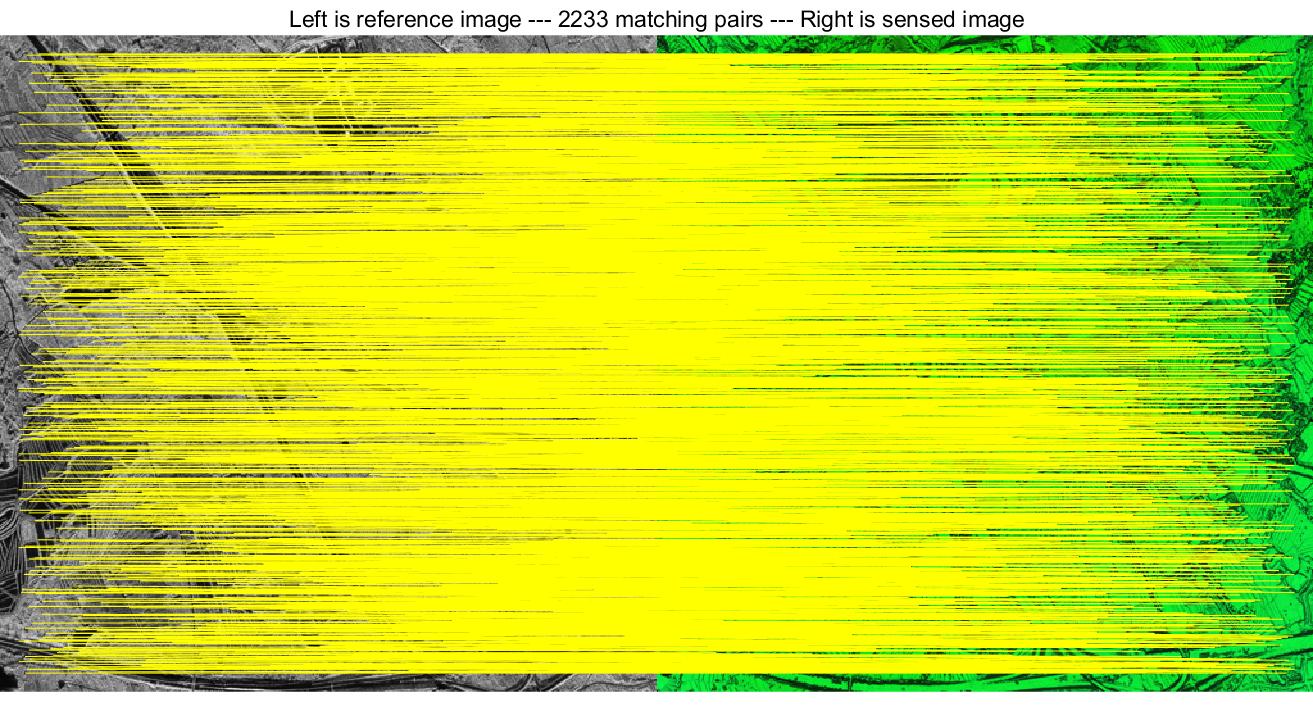 Left is reference image --- 2233 matching pairs --- Right is sensed image